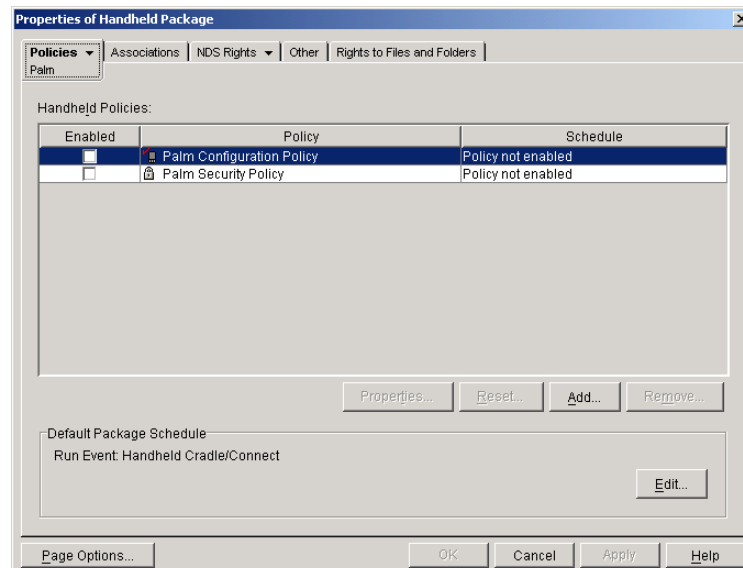 Properties of Handheld Package
Policies Associations NDS Rights Other Rights to Files and Folders
Palm
Handheld Policies:
Enabled Policy Schedule
Palm Configuration Policy Policy not enabled
Palm Security Policy Policy not enabled
Properties... Reset... Add... Remove...
Default Package Schedule
Run Event: Handheld Cradle/Connect
Edit...
Page Options... OK Cancel Apply Help